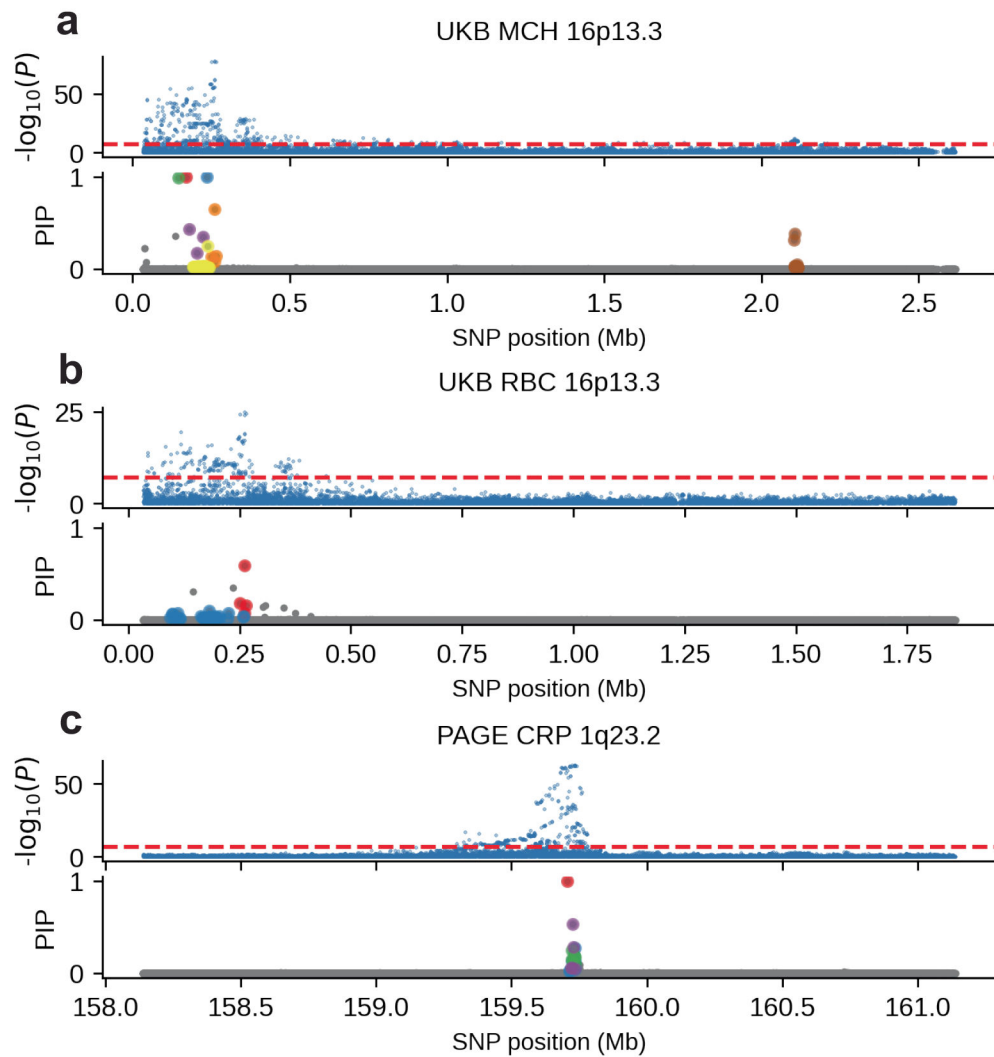 a
UKB MCH 16p13.3
-log10(P)
50
0
PIP
1
0
0.0 0.5 1.0 1.5 2.0 2.5
SNP position (Mb)
b
UKB RBC 16p13.3
-log10(P)
25
0
PIP
1
0
0.00 0.25 0.50 0.75 1.00 1.25 1.50 1.75
SNP position (Mb)
c
PAGE CRP 1q23.2
-log10(P)
50
0
PIP
1
0
158.0 158.5 159.0 159.5 160.0 160.5 161.0
SNP position (Mb)